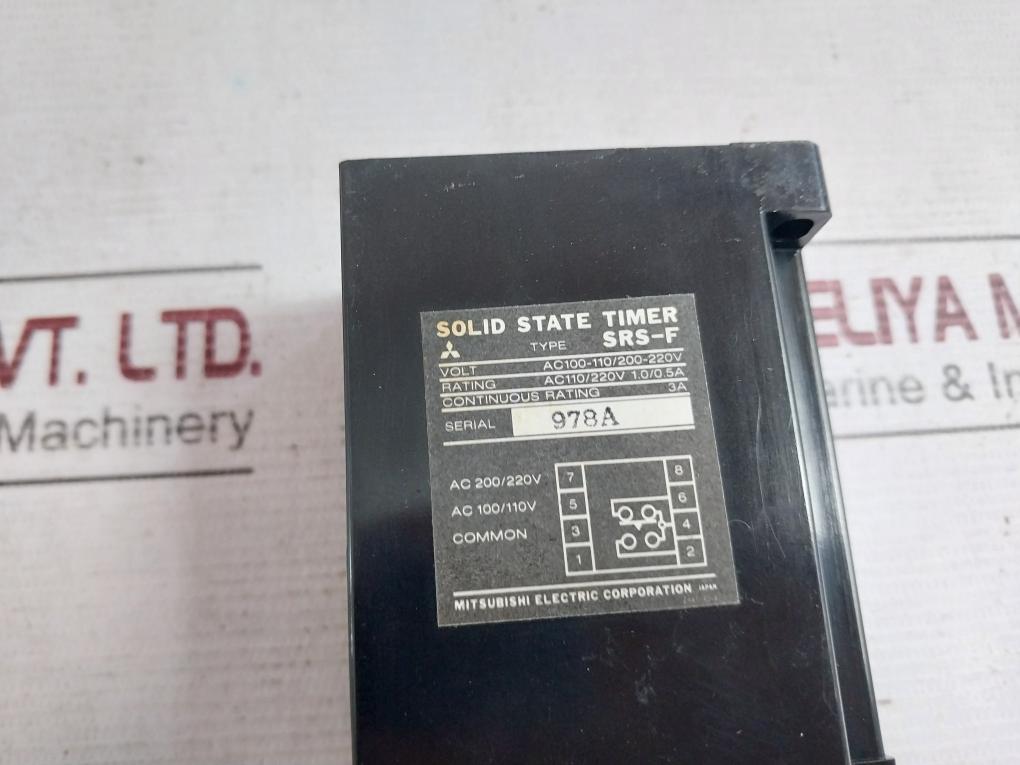 VT. LTD.
Machinery
ELIYA M
rine & In
SOLID STATE TIMER
TYPE SRS-F
VOLT AC100-110/200-220V
RATING AC110/220V 1.0/0.5A
CONTINUOUS RATING 3A
SERIAL 978A
AC 200/220V 7 8
AC 100/110V 5 6
COMMON 3 4
1 2
MITSUBISHI ELECTRIC CORPORATION JAPAN